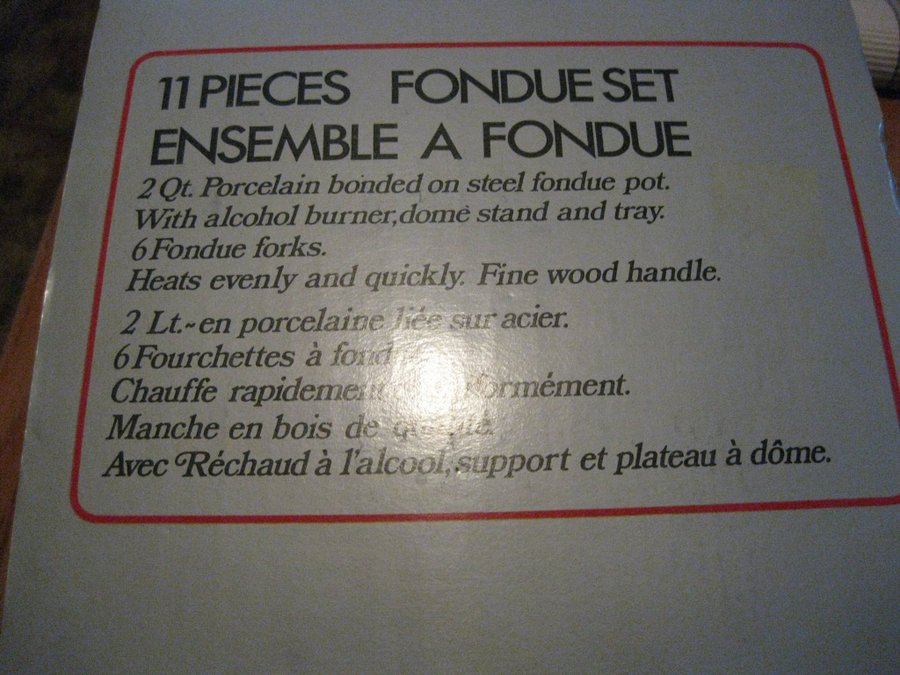 11 PIECES FONDUE SET
ENSEMBLE A FONDUE
2 Qt. Porcelain bonded on steel fondue pot.
With alcohol burner, domē stand and tray.
6 Fondue forks.
Heats evenly and quickly. Fine wood handle.
2 Lt.~en porcelaine liée sur acier.
6 Fourchettes à
Chauffe
Manche en bois de
Avec Réchaud à l'alcool, support et plateau à dôme.